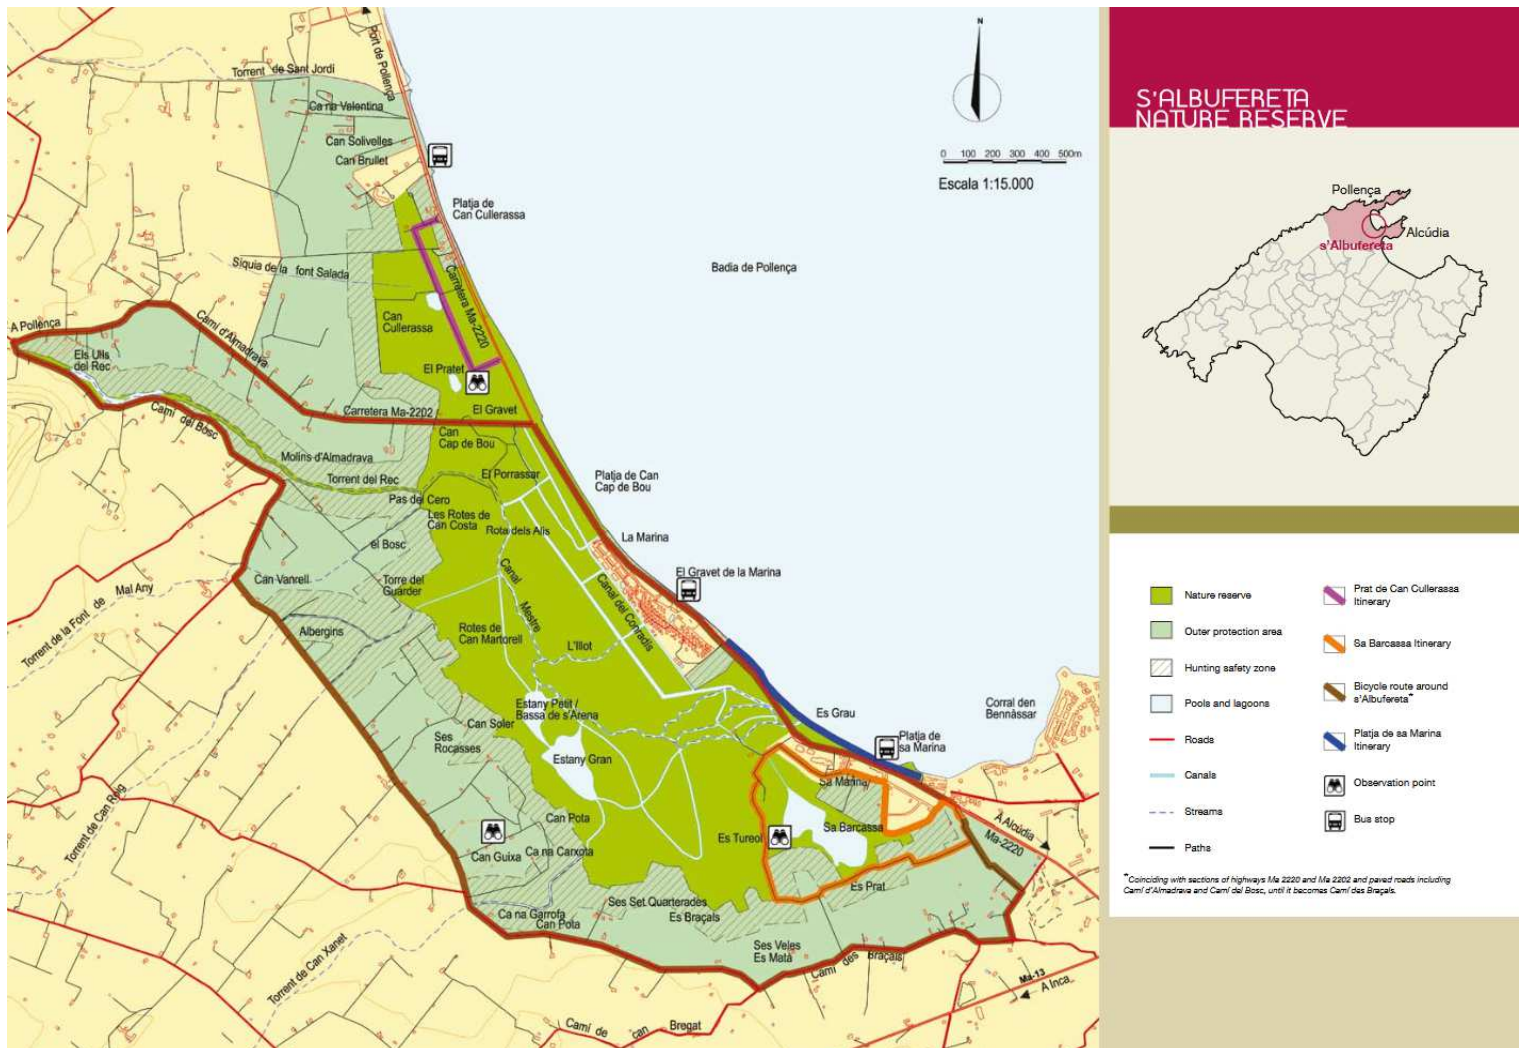 S'ALBUFERETA
NATURE RESERVE
Pollença
Alcúdia
s'Albufereta
N
0 100 200 300 400 500m
Escala 1:15.000
Port de Pollença
Torrent de Sant Jordi
Ca na Valentina
Can Solivelles
Can Brullet
Platja de
Can Cullerassa
Siquia de la font Salada
Carretera Ma-2220
Badia de Pollença
Can
Cullerassa
A Pollença
Camí d'Almadrava
Els Ulls
del Rec
El Pratet
Carretera Ma-2202
El Gravet
Camí del Bosc
Can
Cap de Bou
Molins d'Almadrava
Torrent del Rec
El Porrassar
Platja de Can
Cap de Bou
Pas del Cero
Les Rotes de
Can Costa
Rota dels Alis
La Marina
el Bosc
Can Vanrell
Torre del
Guarder
Canal Mestre
El Gravet de la Marina
Torrent de la Font de Mal Any
Canal del Conradís
Albergins
Rotes de
Can Martorell
L'Illot
Estany Petit /
Bassa de s'Arena
Can Soler
Ses
Rocasses
Es Grau
Corral den
Bennàssar
Platja de
sa Marina
Estany Gran
Sa Marina
Torrent de Can Roig
Can Pota
Sa Barcassa
Es Tureol
A Alcúdia
Ma-2220
Can Guixa
Ca na Carxota
Es Prat
Ses Set Quarterades
Ca na Garrofa
Can Pota
Es Braçals
Ses Veles
Es Matà
Camí des Braçals
Torrent de Can Xanet
Ma-13
A Inca
Camí de can Bregat
Nature reserve
Outer protection area
Hunting safety zone
Pools and lagoons
Roads
Canals
Streams
Paths
Prat de Can Cullerassa
Itinerary
Sa Barcassa Itinerary
Bicycle route around
s'Albufereta*
Platja de sa Marina
Itinerary
Observation point
Bus stop
*Coinciding with sections of highways Ma 2220 and Ma 2202 and paved roads including
Camí d'Almadrava and Camí del Bosc, until it becomes Camí des Braçals.